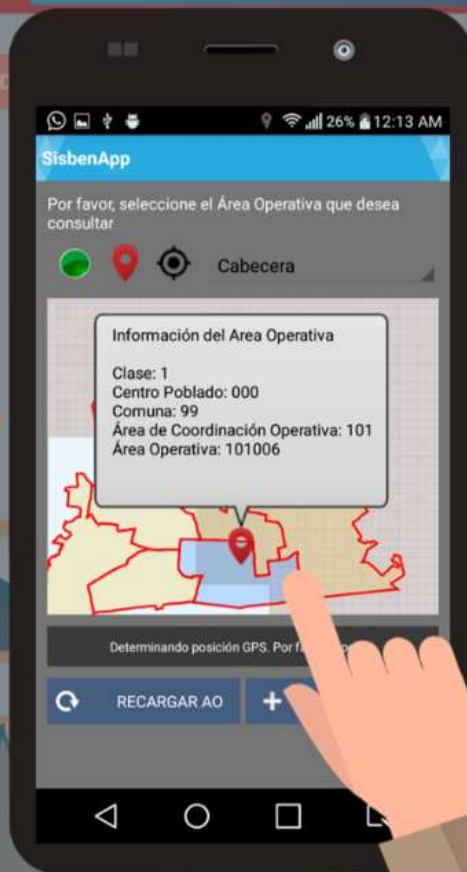 26% 12:13 AM
SisbenApp
Por favor, seleccione el Área Operativa que desea
consultar
Cabecera
Información del Area Operativa
Clase: 1
Centro Poblado: 000
Comuna: 99
Área de Coordinación Operativa: 101
Área Operativa: 101006
Determinando posición GPS. Por
RECARGAR AO
+